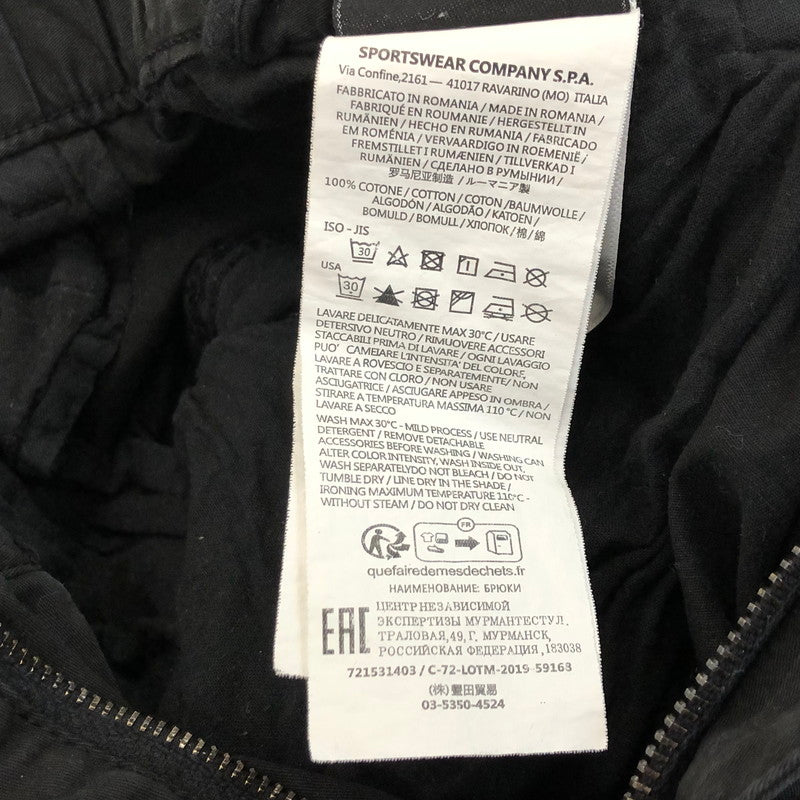 SPORTSWEAR COMPANY S.P.A.
Via Confine,2161— 41017 RAVARINO (MO) ITALIA
FABBRICATO IN ROMANIA / MADE IN ROMANIA /
FABRIQUÉ EN ROUMANIE / HERGESTELLT IN
RUMÄNIEN / HECHO EN RUMANIA / FABRICADO
EM ROMÉNIA / VERVAARDIGD IN ROEMENIË /
FREMSTILLET I RUMÆNIEN / TILLVERKAD I
RUMÄNIEN / СДЕЛАНО В РУМЫНИИ /
罗马尼亚制造 / ルーマニア製
100% COTONE / COTTON / COTON /BAUMWOLLE /
ALGODÓN / ALGODÃO / KATOEN /
BOMULD / BOMULL / ХЛОПОК / 棉 / 綿
ISO - JIS
30
USA
30
LAVARE DELICATAMENTE MAX 30°C / USARE
DETERSIVO NEUTRO / RIMUOVERE ACCESSORI
STACCABILI PRIMA DI LAVARE / OGNI LAVAGGIO
PUO' CAMEIARE L'INTENSITA' DEL COLORE,
LAVARE A ROVESCIO E SEPARATEMENTE/ NON
TRATTARE CON CLORO / NON USARE
ASCIUGATRICE / ASCIUGARE APPESO IN OMBRA /
STIRARE A TEMPERATURA MASSIMA 110 °C / NON
LAVARE A SECCO
WASH MAX 30°C - MILD PROCESS / USE NEUTRAL
DETERGENT / REMOVE DETACHABLE
ACCESSORIES BEFORE WASHING / WASHING CAN
ALTER COLOR INTENSITY, WASH INSIDE OUT,
WASH SEPARATELYDO NOT BLEACH / DO NOT
TUMBLE DRY / LINE DRY IN THE SHADE /
IRONING MAXIMUM TEMPERATURE 110°C -
WITHOUT STEAM / DO NOT DRY CLEAN
FR
quefairedemesdechets.fr
НАИМЕНОВАНИЕ: БРЮКИ
EAC
ЦЕНТР НЕЗАВИСИМОЙ
ЭКСПЕРТИЗЫ МУРМАНТЕСТУЛ.
ТРАЛОВАЯ,49, Г. МУРМАНСК,
РОССИЙСКАЯ ФЕДЕРАЦИЯ,183038
721531403 / C-72-LOTM-2019-59163
(株) 豊田貿易
03-5350-4524